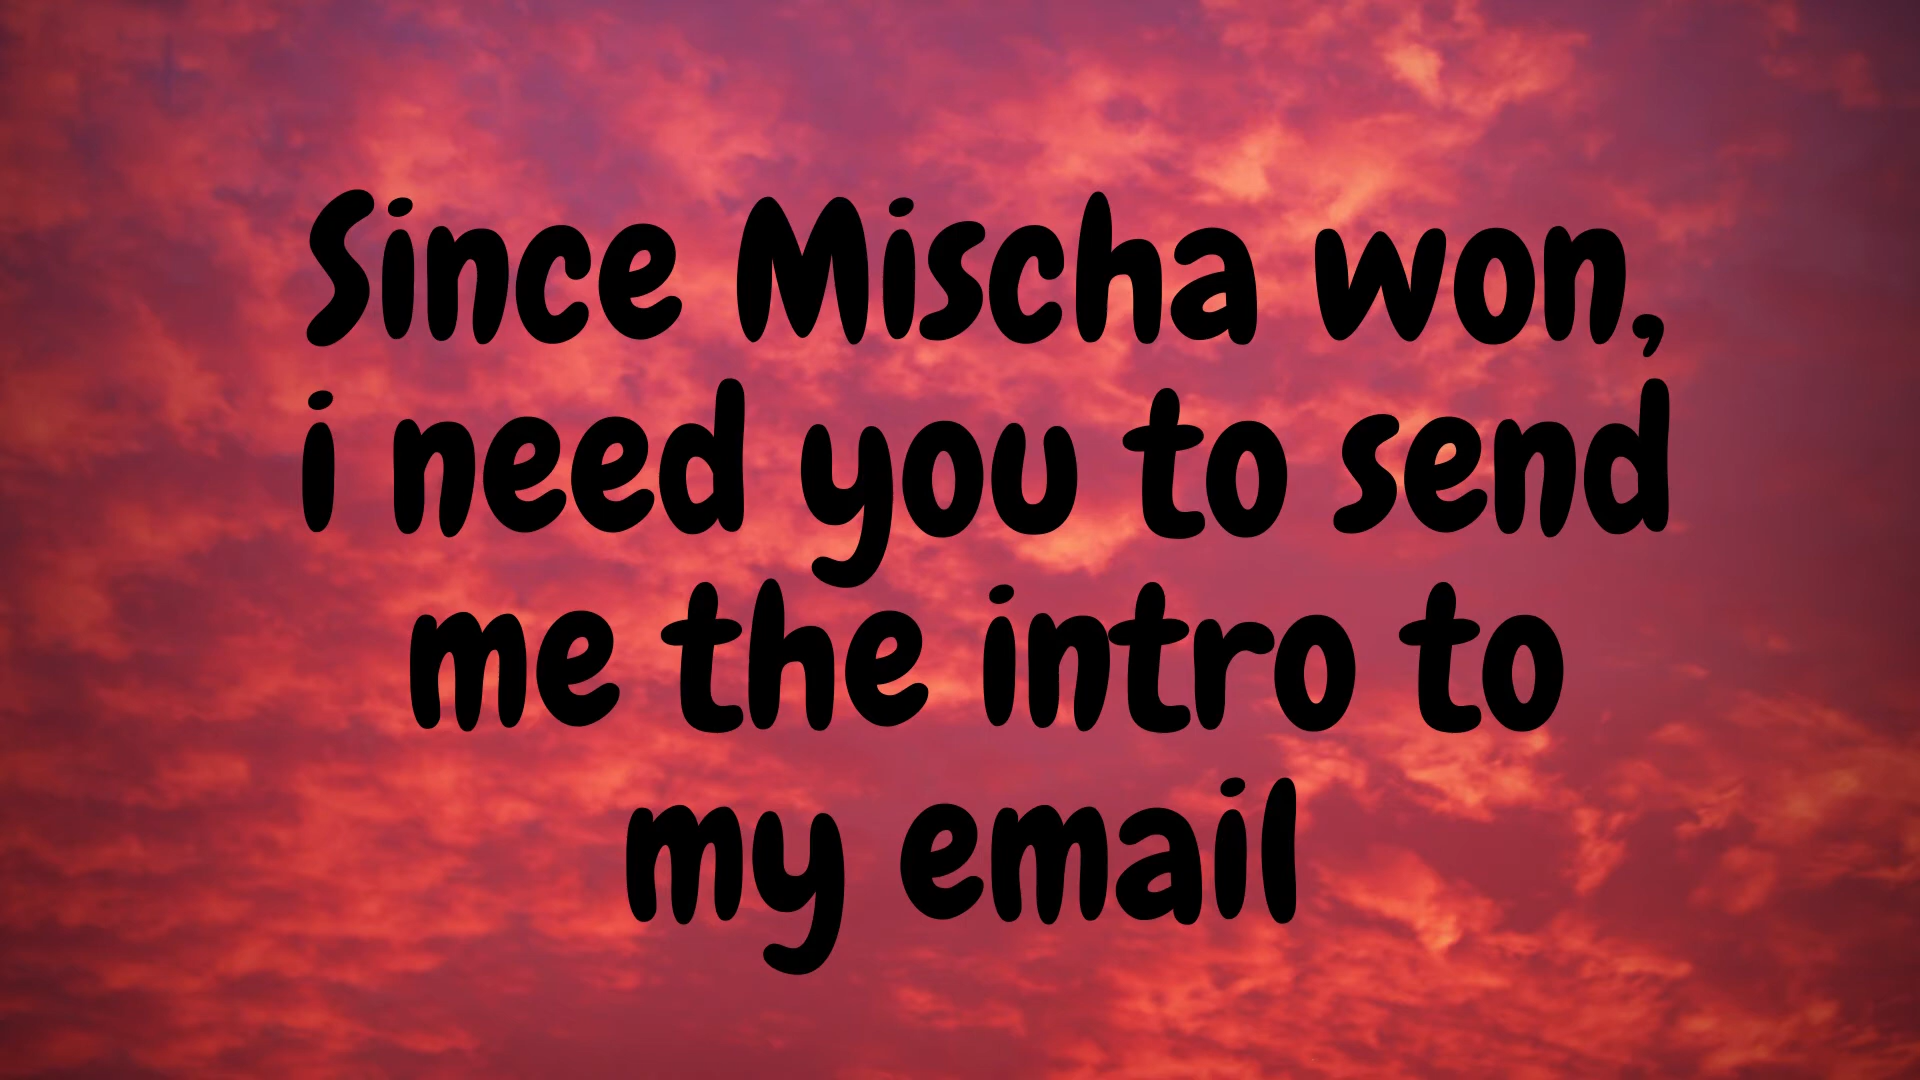 Since Mischa won,
i need you to send
me the intro to
my email